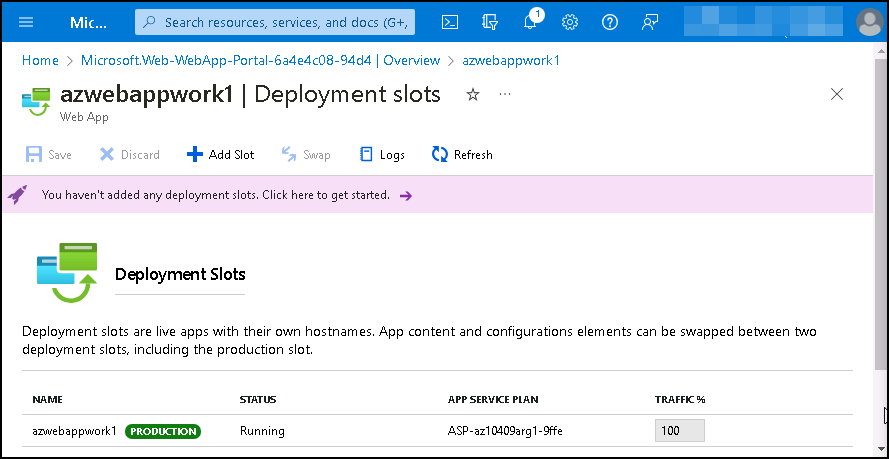 Mic...
Search resources, services, and docs (G+/
1
Home > Microsoft.Web-WebApp-Portal-6a4e4c08-94d4 | Overview > azwebappwork1
azwebappwork1 | Deployment slots
Web App
Save Discard Add Slot Swap Logs Refresh
You haven't added any deployment slots. Click here to get started.
Deployment Slots
Deployment slots are live apps with their own hostnames. App content and configurations elements can be swapped between two
deployment slots, including the production slot.
NAME STATUS APP SERVICE PLAN TRAFFIC %
azwebappwork1 PRODUCTION Running ASP-az10409arg1-9ffe 100